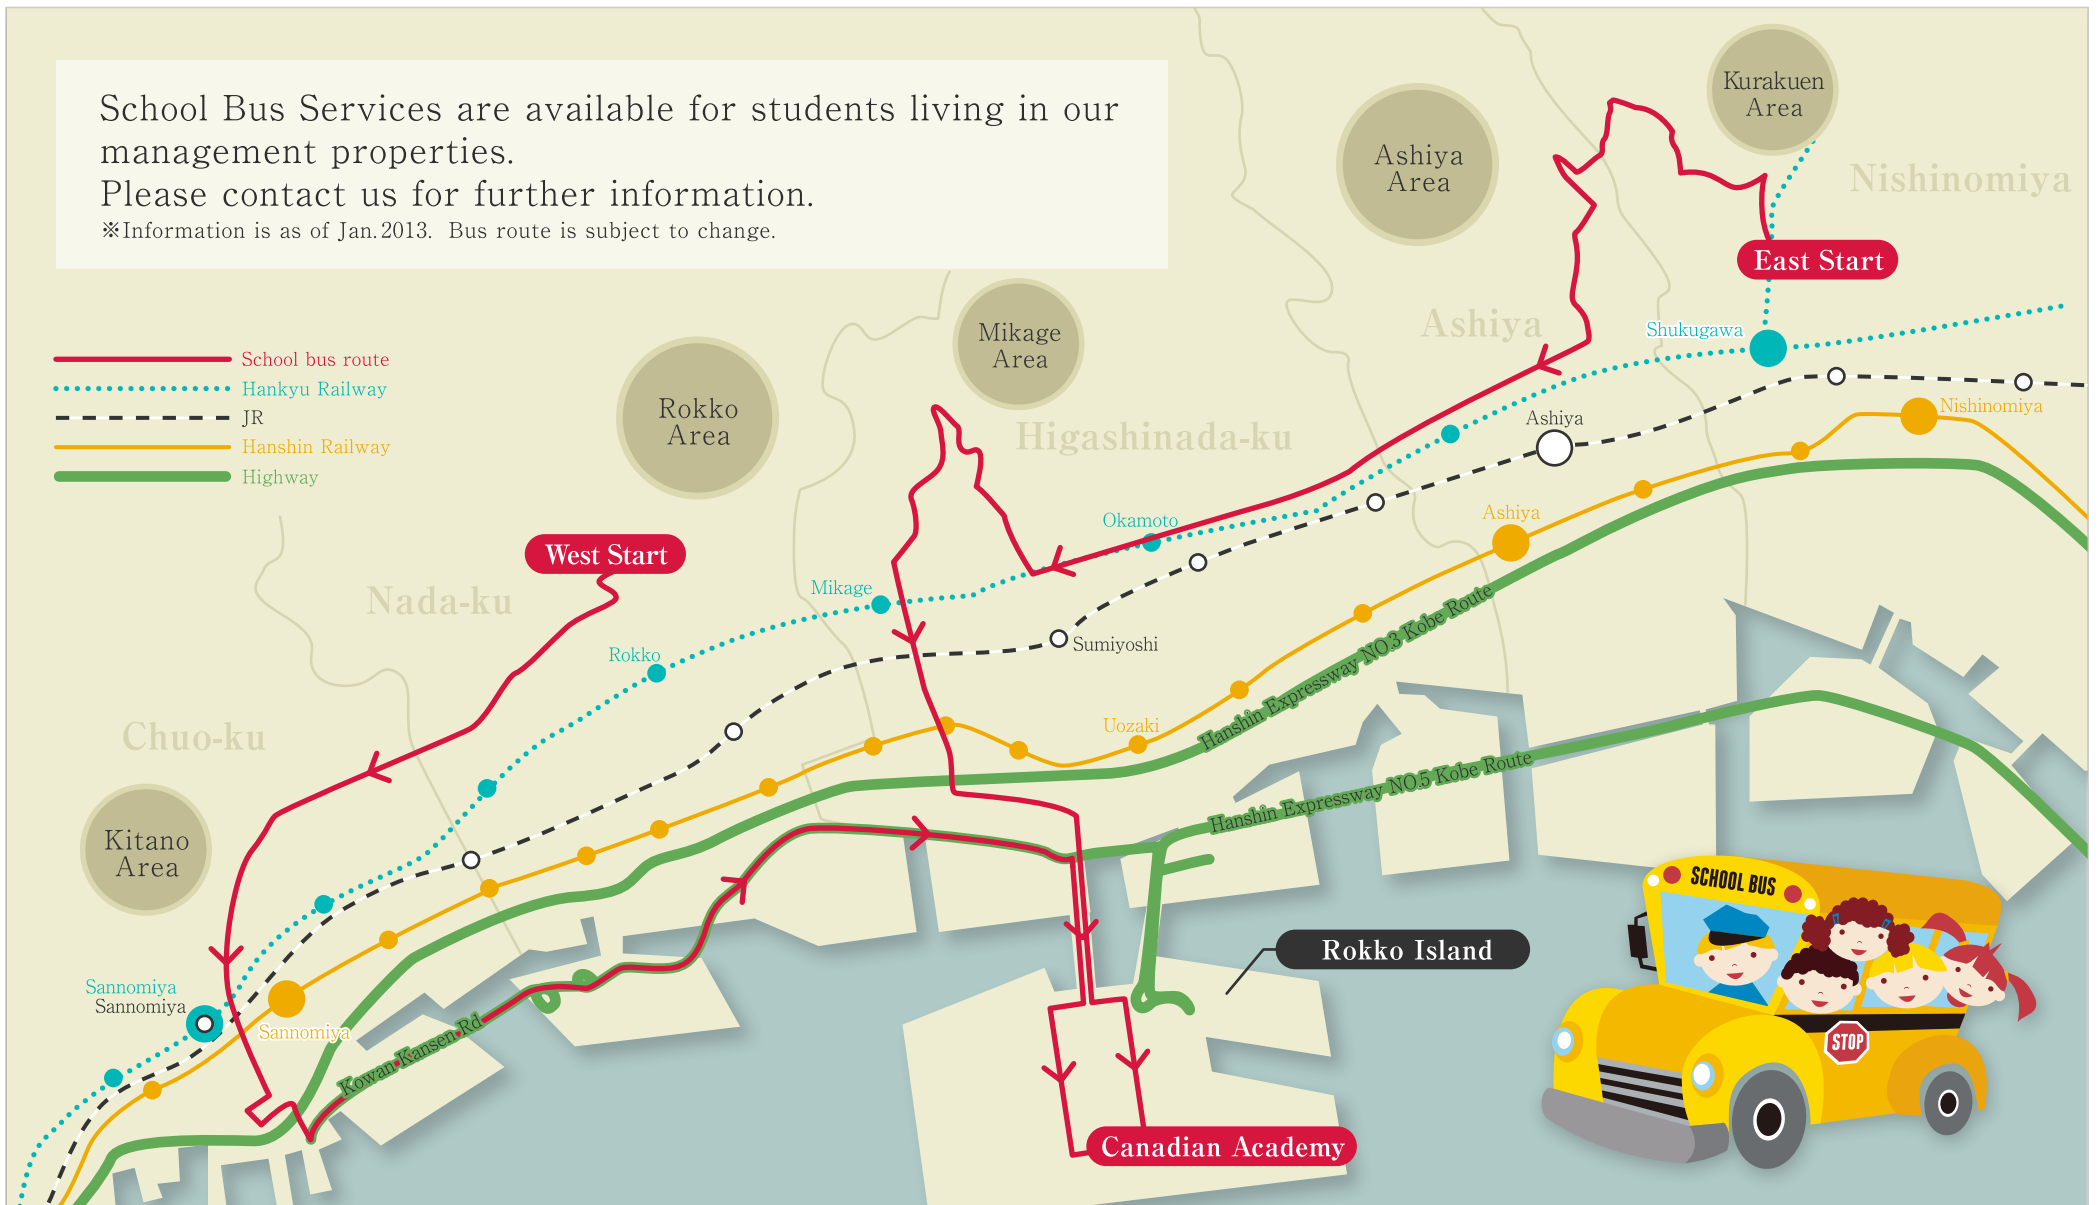 School Bus Services are available for students living in our
management properties.
Please contact us for further information.
※Information is as of Jan.2013. Bus route is subject to change.
School bus route
Hankyu Railway
JR
Hanshin Railway
Highway
Kurakuen
Area
Ashiya
Area
Nishinomiya
East Start
Mikage
Area
Ashiya
Shukugawa
Rokko
Area
Higashinada-ku
Ashiya
Nishinomiya
Okamoto
Ashiya
West Start
Nada-ku
Mikage
Sumiyoshi
Rokko
Hanshin Expressway NO.3 Kobe Route
Uozaki
Chuo-ku
Hanshin Expressway NO.5 Kobe Route
Kitano
Area
SCHOOL BUS
Rokko Island
Sannomiya
Sannomiya
Sannomiya
Kowan Kansen Rd
STOP
Canadian Academy